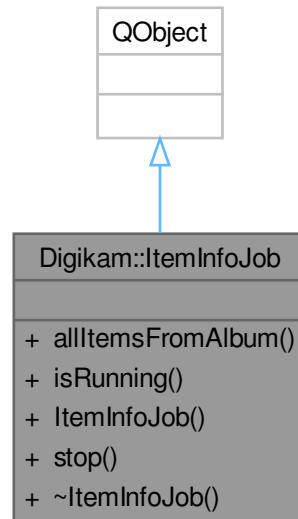 QObject
Digikam::ItemInfoJob
+ allItemsFromAlbum()
+ isRunning()
+ ItemInfoJob()
+ stop()
+ ~ItemInfoJob()